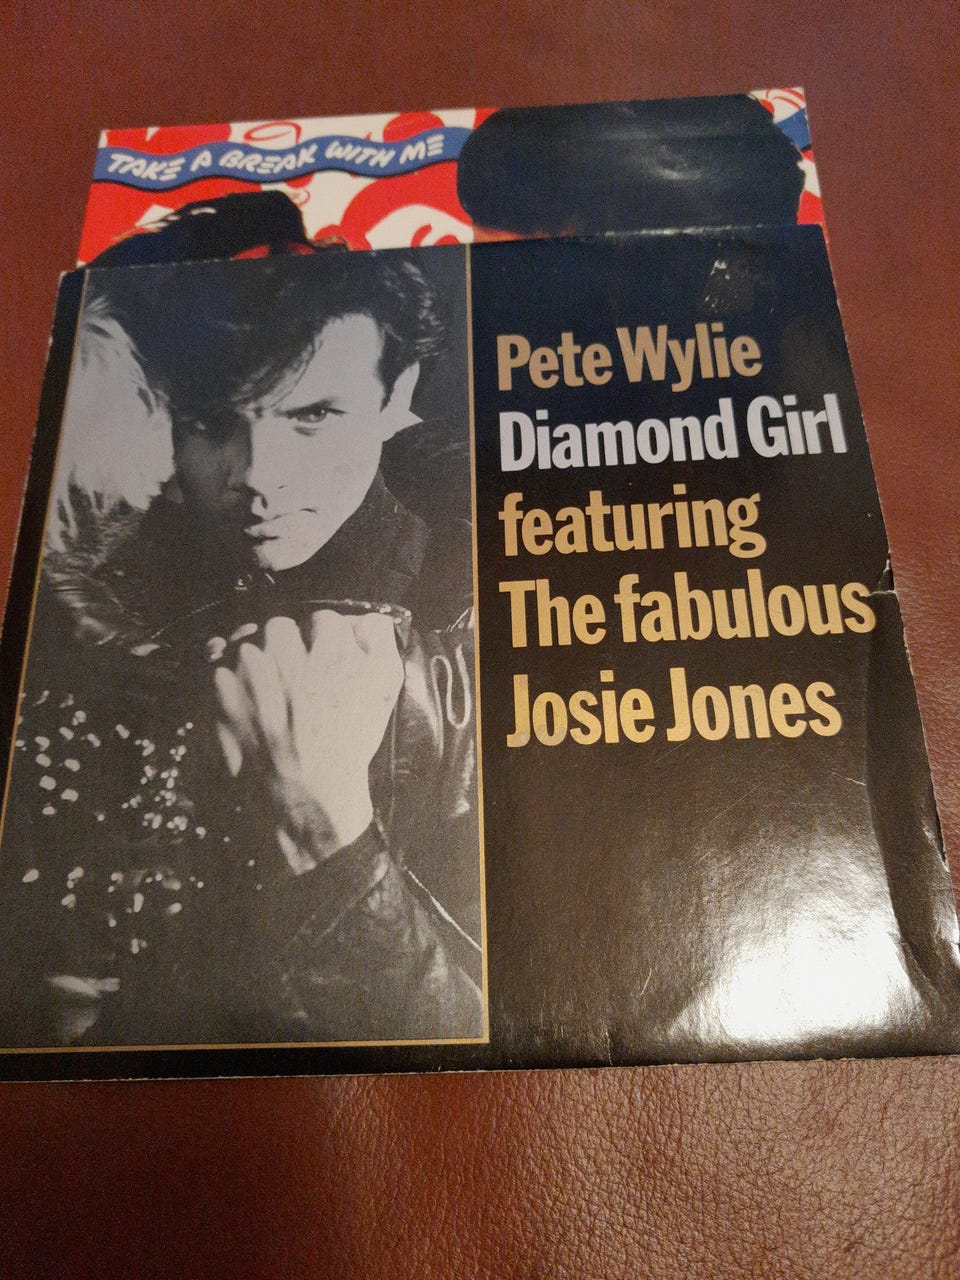 TAKE A BREAK WITH ME
Pete Wylie
Diamond Girl
featuring
The fabulous
Josie Jones